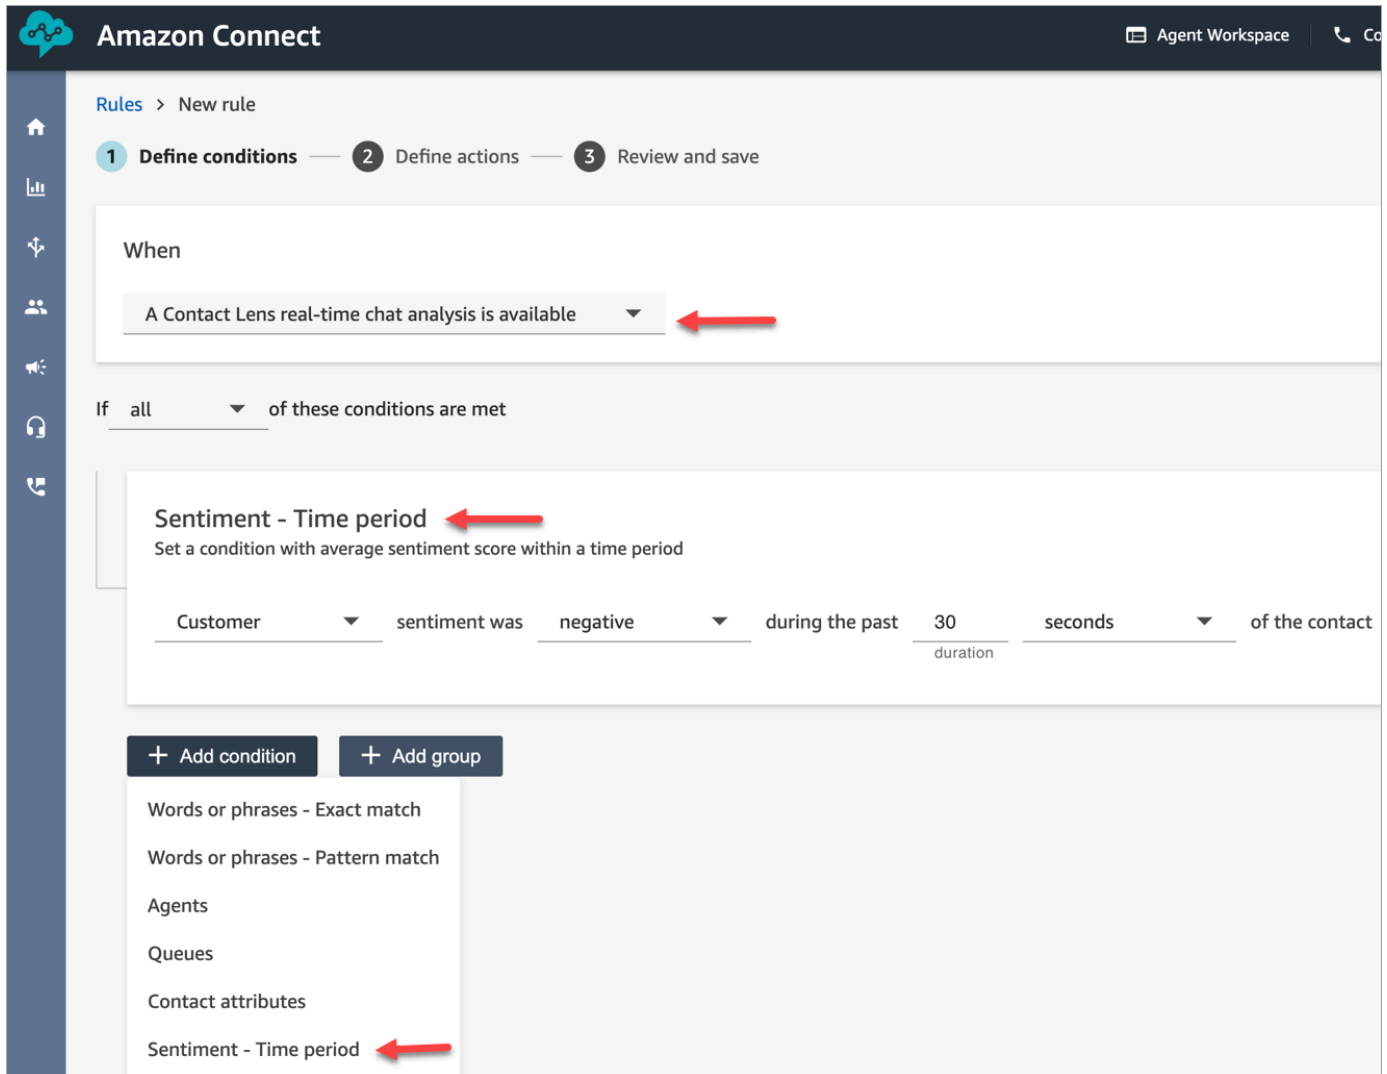 Amazon Connect
Agent Workspace
Co
Rules > New rule
1 Define conditions 2 Define actions 3 Review and save
When
A Contact Lens real-time chat analysis is available
If all of these conditions are met
Sentiment - Time period
Set a condition with average sentiment score within a time period
Customer sentiment was negative during the past 30 seconds of the contact
duration
+ Add condition + Add group
Words or phrases - Exact match
Words or phrases - Pattern match
Agents
Queues
Contact attributes
Sentiment - Time period